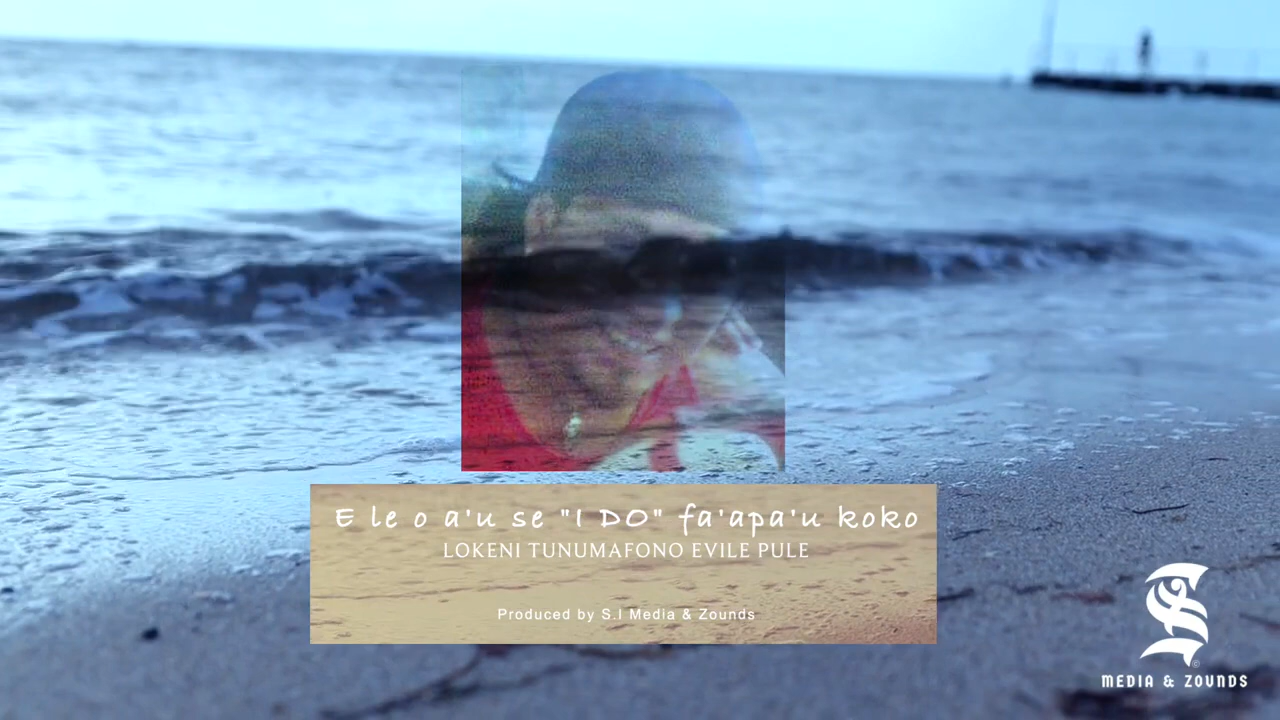 E le o a'u se "I DO" fa'apa'u koko
LOKENI TUNUMAFONO EVILE PULE
Produced by S.I Media & Zounds
©
MEDIA & ZOUNDS